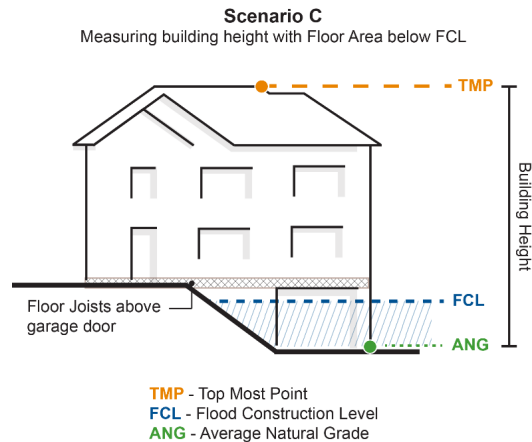 Scenario C
Measuring building height with Floor Area below FCL
TMP
Building Height
FCL
Floor Joists above
garage door
ANG
TMP - Top Most Point
FCL - Flood Construction Level
ANG - Average Natural Grade